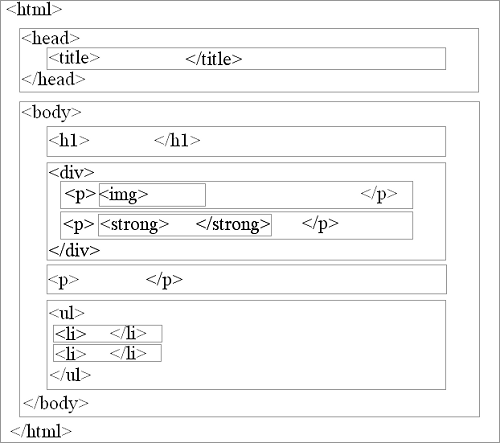 <html>
<head>
<title> </title>
</head>
<body>
<h1> </h1>
<div>
<p> <img> </p>
<p> <strong> </strong> </p>
</div>
<p> </p>
<ul>
<li> </li>
<li> </li>
</ul>
</body>
</html>